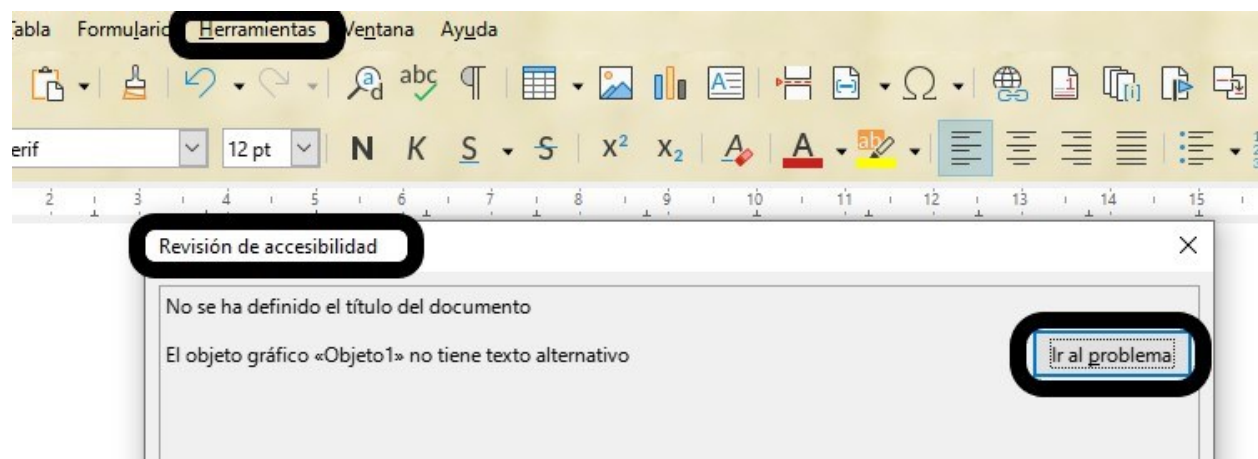 abla Formulario Herramientas Ventana Ayuda
erif 12 pt N K S S X² X₂ A A ab
2 3 4 5 6 7 8 9 10 11 12 13 14 15
Revisión de accesibilidad
No se ha definido el título del documento
El objeto gráfico «Objeto1» no tiene texto alternativo
Ir al problema